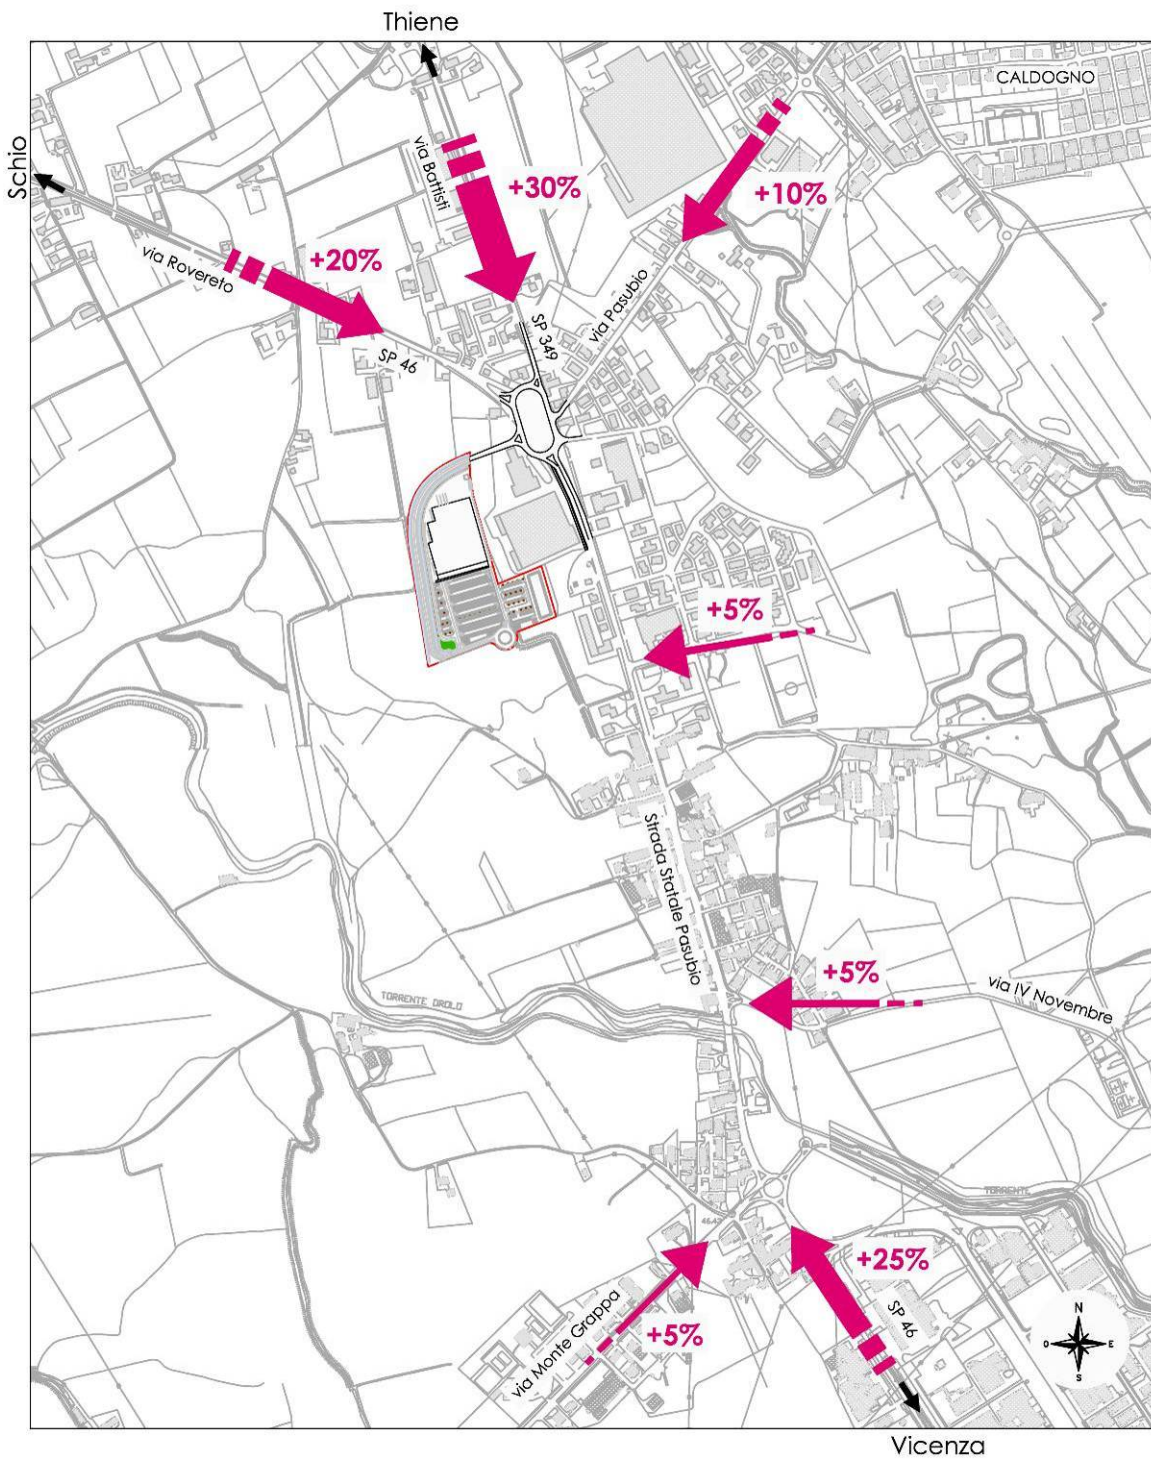 Thiene
CALDOGNO
Schio
via Battisti
+30%
+10%
via Rovereto
+20%
via Pasubio
SP 349
SP 46
+5%
Strada Statale Pasubio
+5%
via IV Novembre
TORRENTE OROLO
TORRENTE
+25%
SP 46
via Monte Grappa
+5%
N
O
E
S
Vicenza